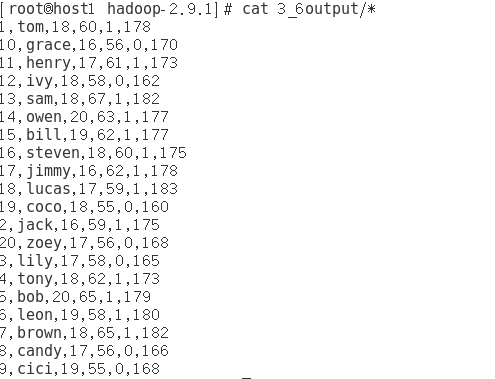 [root@host1 hadoop-2.9.1]# cat 3_6output/*
1,tom,18,60,1,178
10,grace,16,56,0,170
11,henry,17,61,1,173
12,ivy,18,58,0,162
13,sam,18,67,1,182
14,owen,20,63,1,177
15,bill,19,62,1,177
16,steven,18,60,1,175
17,jimmy,16,62,1,178
18,lucas,17,59,1,183
19,coco,18,55,0,160
2,jack,16,59,1,175
20,zoey,17,56,0,168
3,lily,17,58,0,165
4,tony,18,62,1,173
5,bob,20,65,1,179
6,leon,19,58,1,180
7,brown,18,65,1,182
8,candy,17,56,0,166
9,cici,19,55,0,168